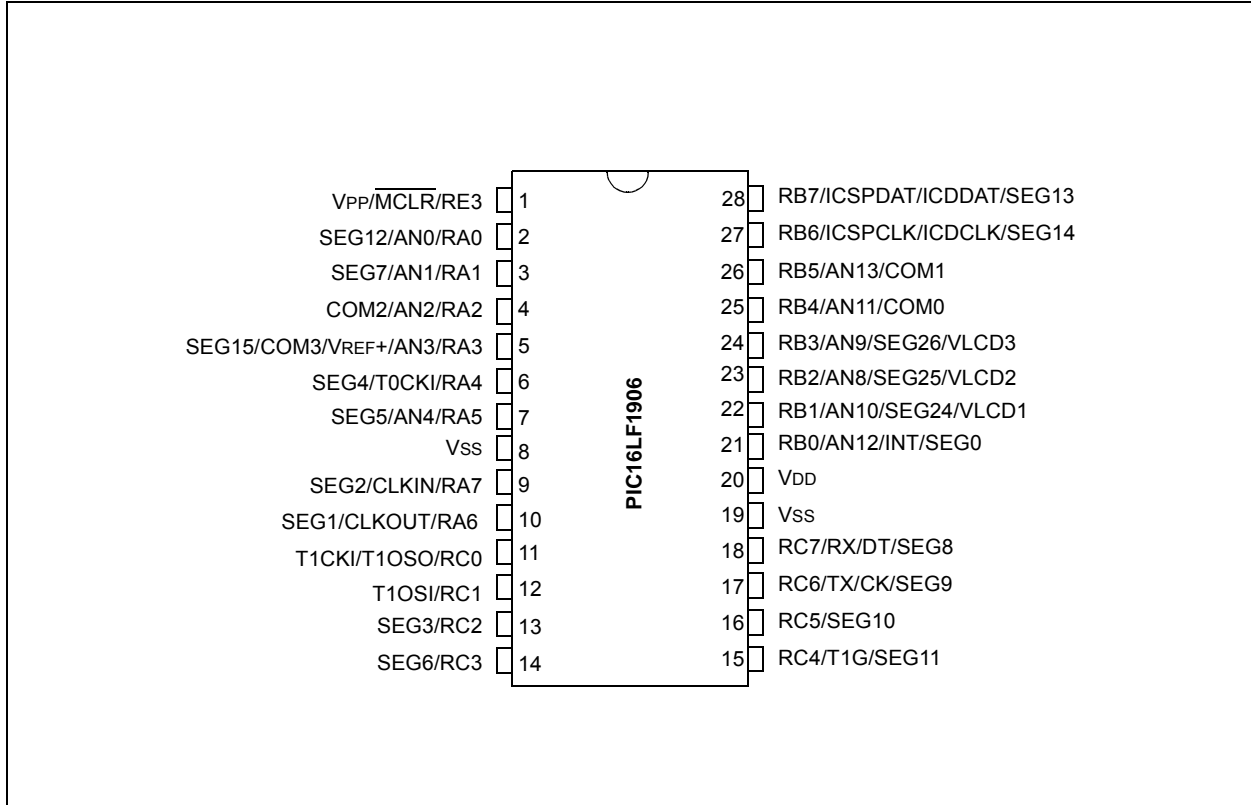 VPP/MCLR/RE3 1
SEG12/AN0/RA0 2
SEG7/AN1/RA1 3
COM2/AN2/RA2 4
SEG15/COM3/VREF+/AN3/RA3 5
SEG4/T0CKI/RA4 6
SEG5/AN4/RA5 7
VSS 8
SEG2/CLKIN/RA7 9
SEG1/CLKOUT/RA6 10
T1CKI/T1OSO/RC0 11
T1OSI/RC1 12
SEG3/RC2 13
SEG6/RC3 14
PIC16LF1906
28 RB7/ICSPDAT/ICDDAT/SEG13
27 RB6/ICSPCLK/ICDCLK/SEG14
26 RB5/AN13/COM1
25 RB4/AN11/COM0
24 RB3/AN9/SEG26/VLCD3
23 RB2/AN8/SEG25/VLCD2
22 RB1/AN10/SEG24/VLCD1
21 RB0/AN12/INT/SEG0
20 VDD
19 VSS
18 RC7/RX/DT/SEG8
17 RC6/TX/CK/SEG9
16 RC5/SEG10
15 RC4/T1G/SEG11